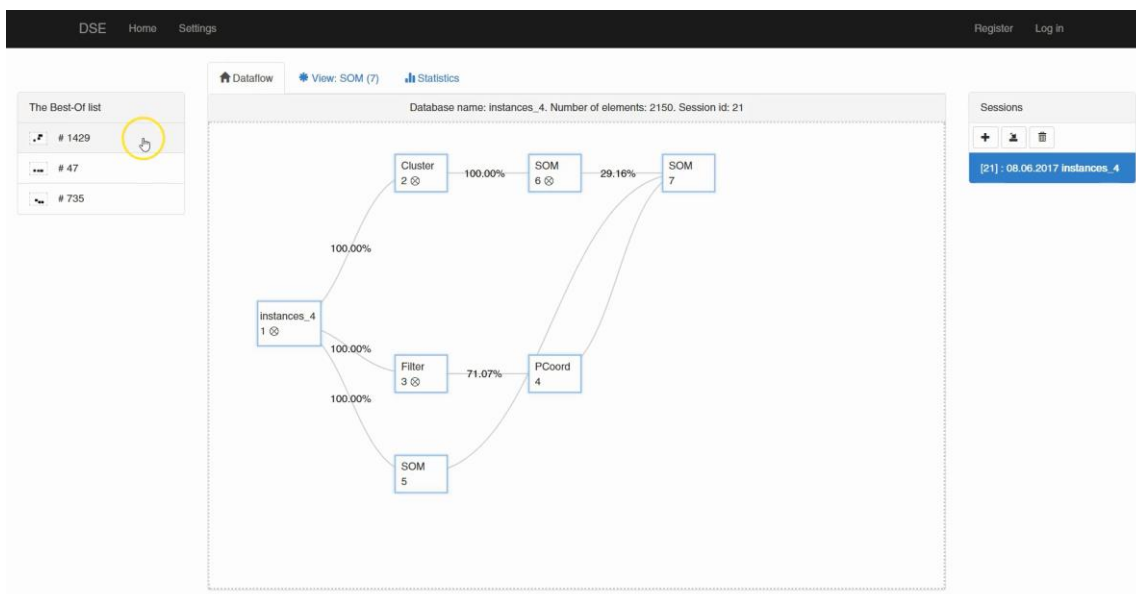 DSE Home Settings Register Log in
Dataflow View: SOM (7) Statistics
The Best-Of list
# 1429
# 47
# 735
Database name: instances_4. Number of elements: 2150. Session id: 21
Sessions
[21] : 08.06.2017 instances_4
Cluster
2
100.00%
SOM
6
29.16%
SOM
7
100.00%
instances_4
1
100.00%
Filter
3
71.07%
PCoord
4
100.00%
SOM
5